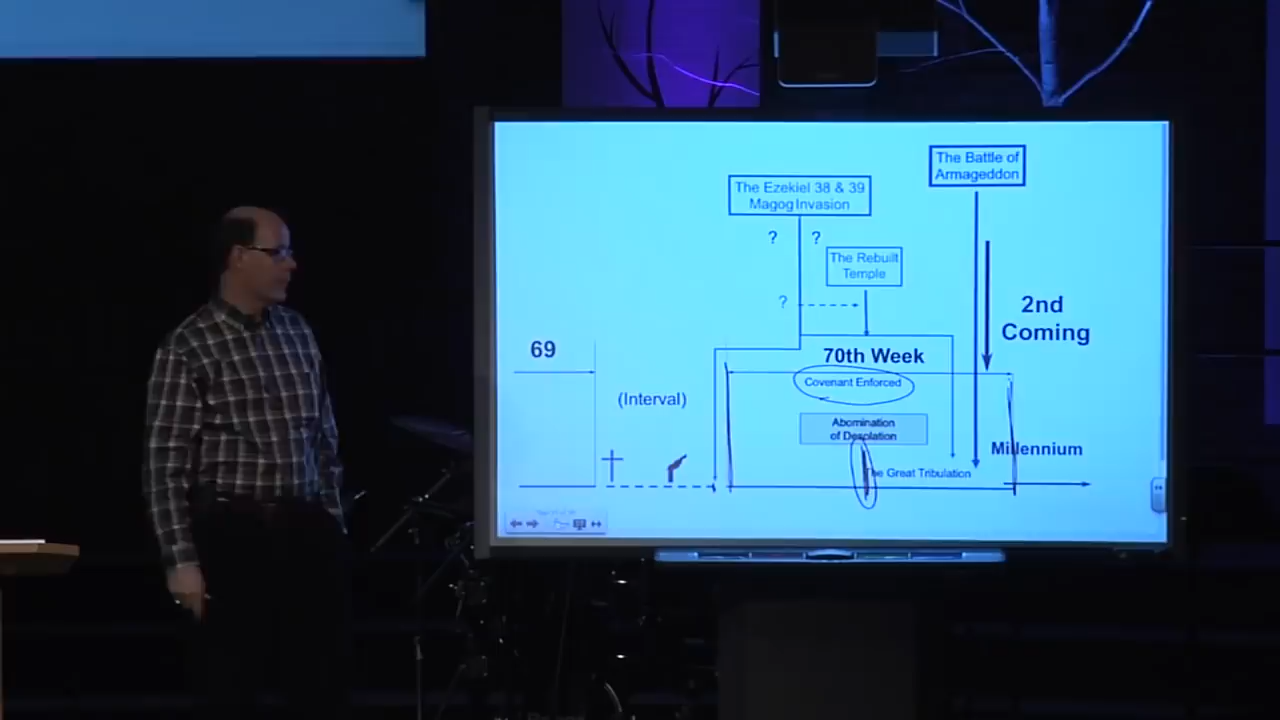 The Battle of
Armageddon
The Ezekiel 38 & 39
Magog Invasion
?
?
The Rebuilt
Temple
?
2nd
Coming
69
70th Week
Covenant Enforced
(Interval)
Abomination
of Desolation
Millennium
The Great Tribulation